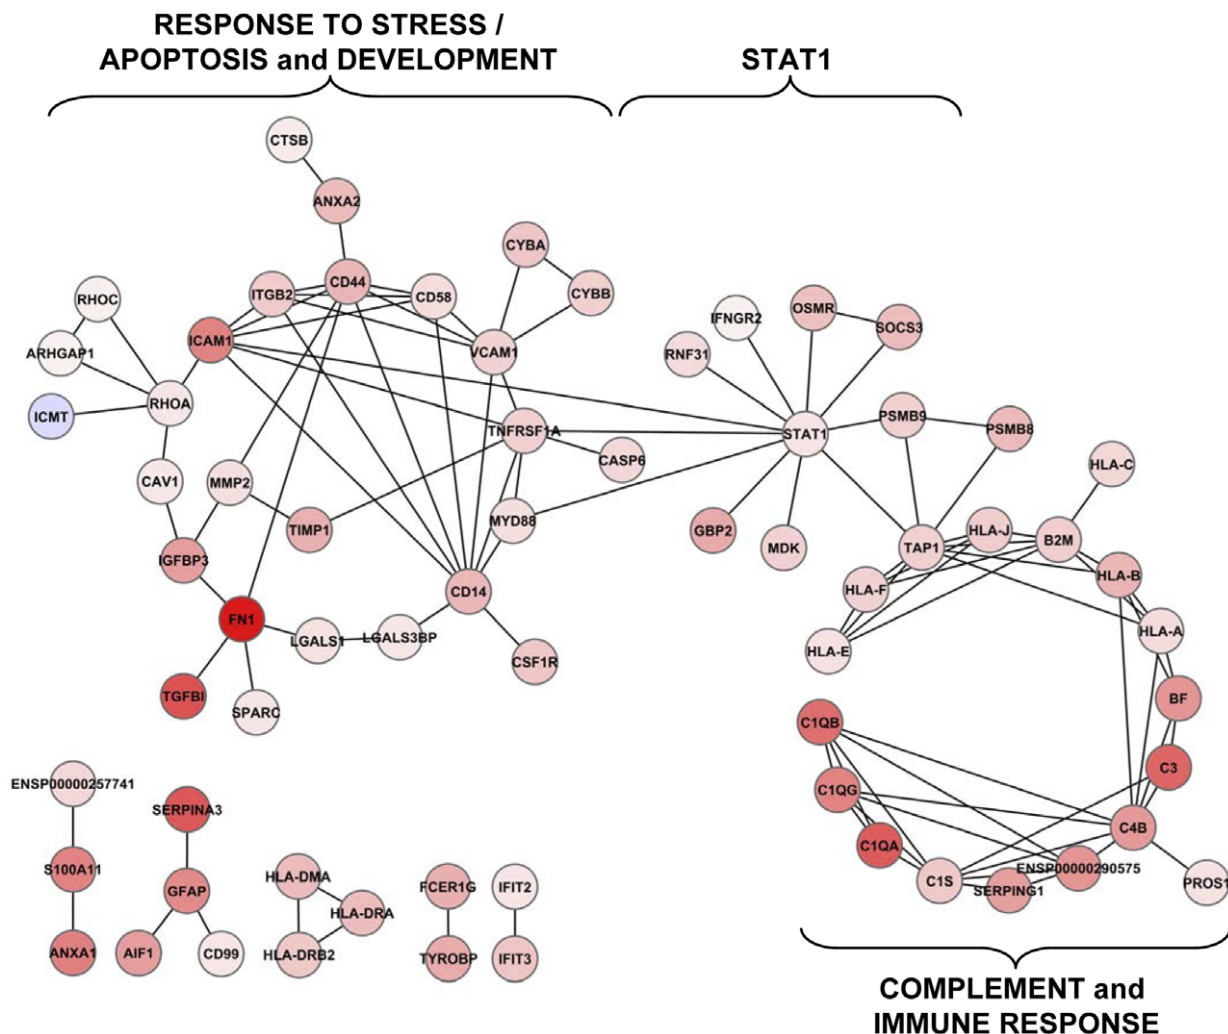 RESPONSE TO STRESS /
APOPTOSIS and DEVELOPMENT
STAT1
CTSB
ANXA2
CYBA
CD44
ITGB2
CD58
CYBB
RHOC
ICAM1
VCAM1
ARHGAP1
RHOA
ICMT
TNFRSF1A
CASP6
CAV1
MMP2
TIMP1
MYD88
IGFBP3
CD14
FN1
LGALS1
LGALS3BP
CSF1R
TGFBI
SPARC
IFNGR2
OSMR
SOCS3
RNF31
STAT1
PSMB9
PSMB8
GBP2
MDK
TAP1
HLA-J
B2M
HLA-C
HLA-F
HLA-B
HLA-E
HLA-A
BF
C1QB
C3
C1QG
C4B
C1QA
C1S
ENSP00000290575
SERPING1
PROS1
ENSP00000257741
S100A11
ANXA1
SERPINA3
GFAP
AIF1
CD99
HLA-DMA
HLA-DRA
HLA-DRB2
FCER1G
TYROBP
IFIT2
IFIT3
COMPLEMENT and
IMMUNE RESPONSE